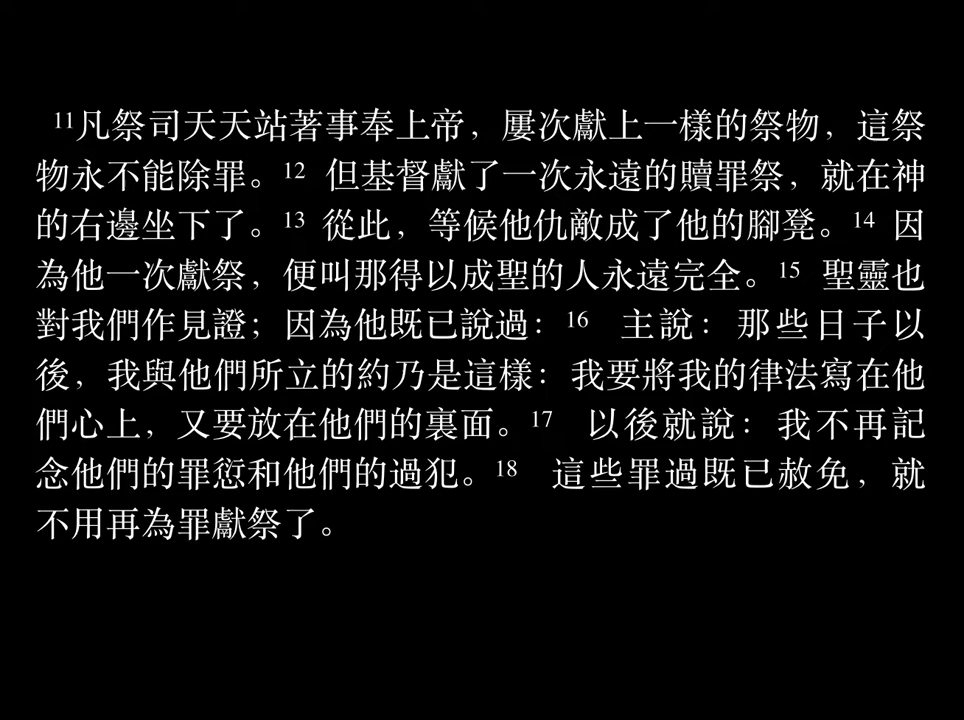 11凡祭司天天站著事奉上帝，屢次獻上一樣的祭物，這祭
物永不能除罪。12 但基督獻了一次永遠的贖罪祭，就在神
的右邊坐下了。13 從此，等候他仇敵成了他的腳凳。14 因
為他一次獻祭，便叫那得以成聖的人永遠完全。15 聖靈也
對我們作見證；因為他既已說過：16 主說：那些日子以
後，我與他們所立的約乃是這樣：我要將我的律法寫在他
們心上，又要放在他們的裏面。17 以後就說：我不再記
念他們的罪愆和他們的過犯。18 這些罪過既已赦免，就
不用再為罪獻祭了。